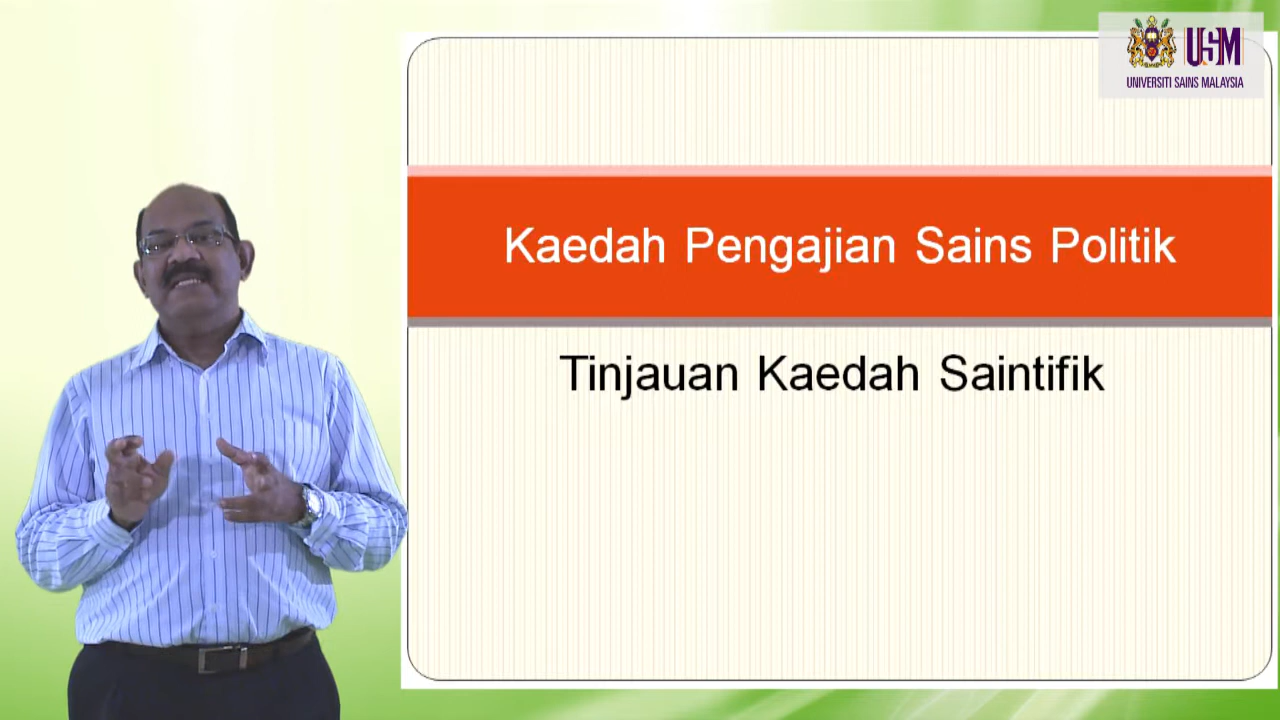 USM
UNIVERSITI SAINS MALAYSIA
Kaedah Pengajian Sains Politik
Tinjauan Kaedah Saintifik